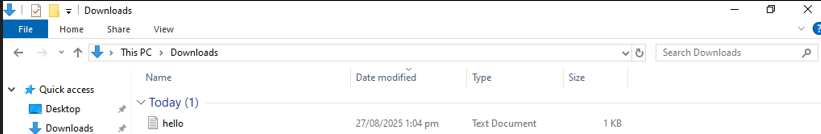 Downloads
File Home Share View
This PC Downloads Search Downloads
Name Date modified Type Size
Quick access
Today (1)
Desktop
hello 27/08/2025 1:04 pm Text Document 1 KB
Downloads